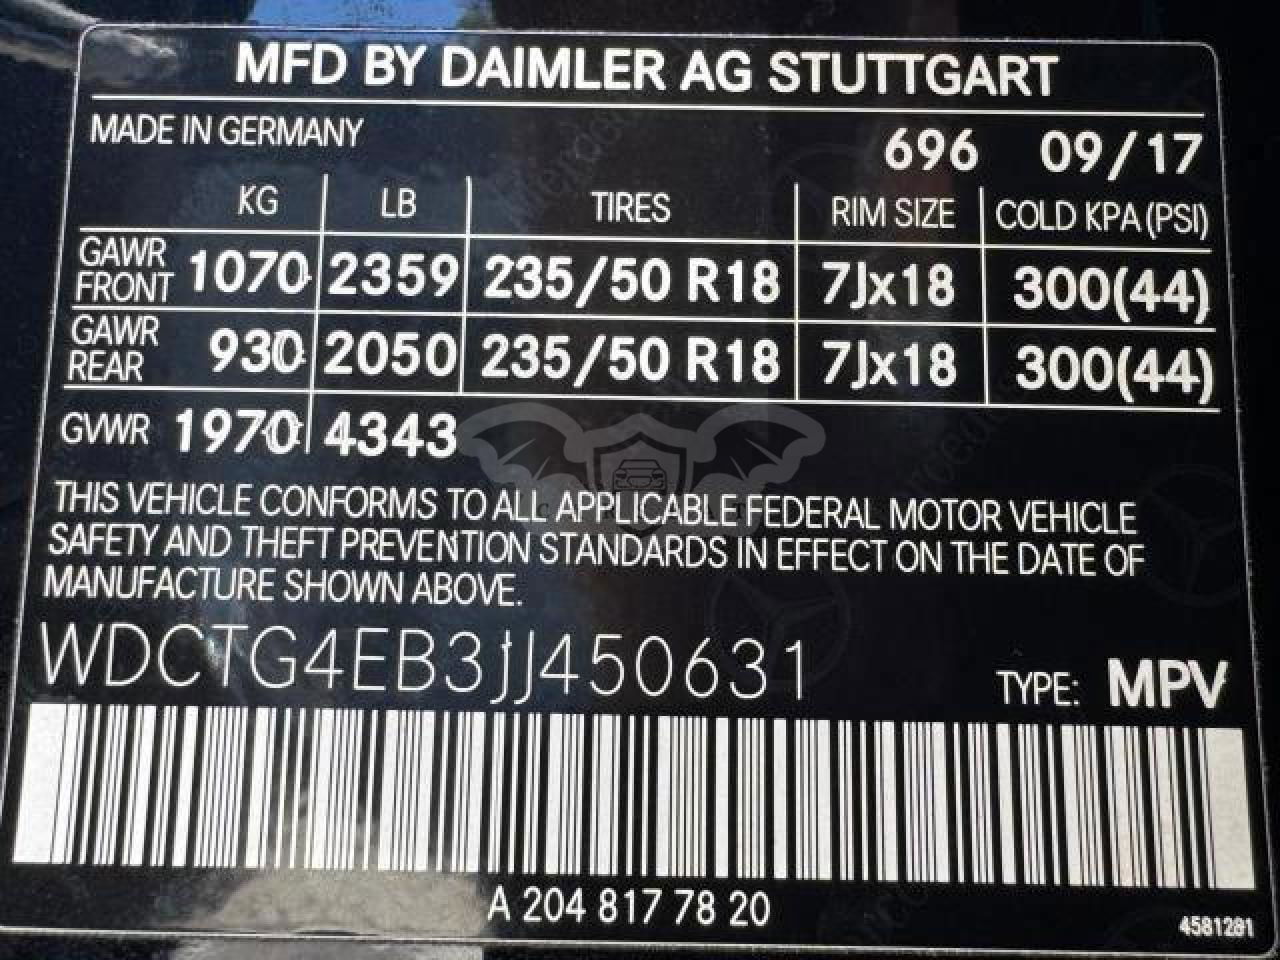 MFD BY DAIMLER AG STUTTGART
MADE IN GERMANY 696 09/17
KG LB TIRES RIM SIZE COLD KPA (PSI)
GAWR FRONT 1070 2359 235/50 R18 7Jx18 300(44)
GAWR REAR 930 2050 235/50 R18 7Jx18 300(44)
GVWR 1970 4343
THIS VEHICLE CONFORMS TO ALL APPLICABLE FEDERAL MOTOR VEHICLE
SAFETY AND THEFT PREVENTION STANDARDS IN EFFECT ON THE DATE OF
MANUFACTURE SHOWN ABOVE.
WDCTG4EB3JJ450631 TYPE: MPV
A 204 817 78 20
4581281